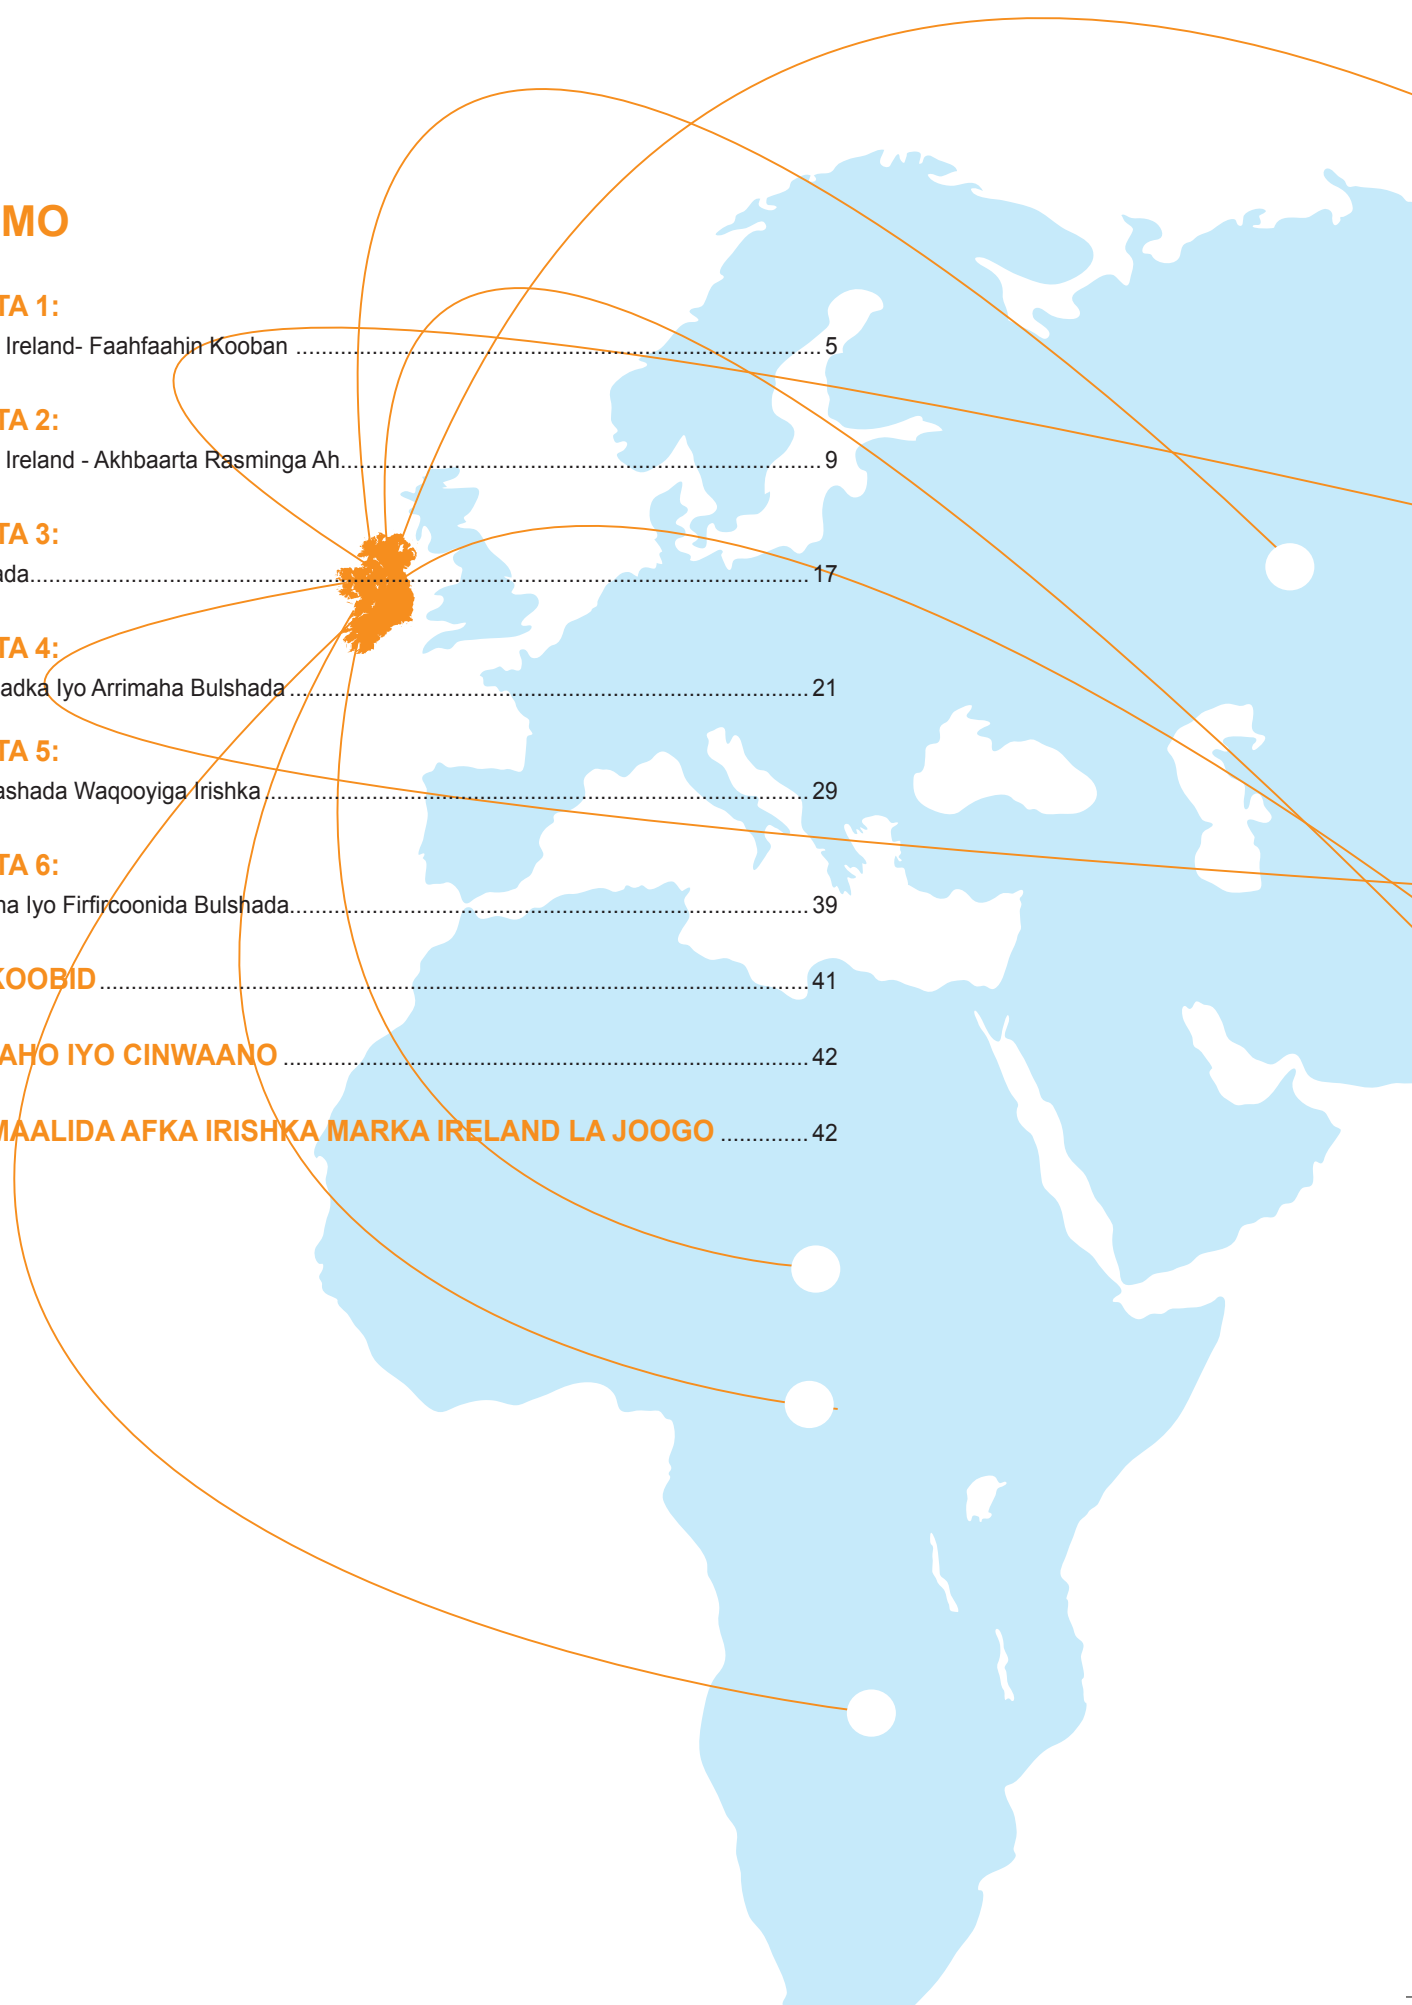 MO
TA 1:
Ireland- Faahfaahin Kooban ........................................................................................ 5
TA 2:
Ireland - Akhbaarta Rasminga Ah................................................................................. 9
TA 3:
ada.............................................................................................................................. 17
TA 4:
adka Iyo Arrimaha Bulshada ..................................................................................... 21
TA 5:
ashada Waqooyiga Irishka ......................................................................................... 29
TA 6:
na Iyo Firfircoonida Bulshada..................................................................................... 39
KOOBID .................................................................................................................... 41
AHO IYO CINWAANO ....................................................................................... 42
MAALIDA AFKA IRISHKA MARKA IRELAND LA JOOGO .............. 42